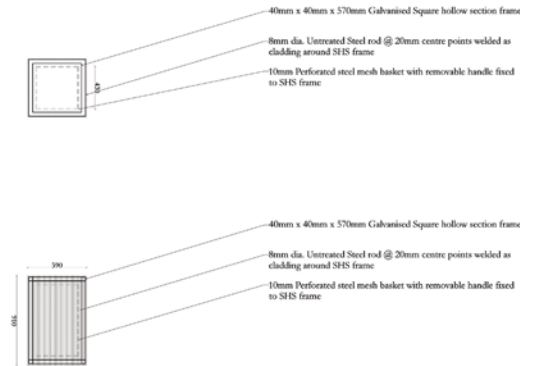 40mm x 40mm x 570mm Galvanised Square hollow section frame
8mm dia. Untreated Steel rod @ 20mm centre points welded as
cladding around SHS frame
10mm Perforated steel mesh basket with removable handle fixed
to SHS frame
450
40mm x 40mm x 570mm Galvanised Square hollow section frame
8mm dia. Untreated Steel rod @ 20mm centre points welded as
cladding around SHS frame
10mm Perforated steel mesh basket with removable handle fixed
to SHS frame
590
910